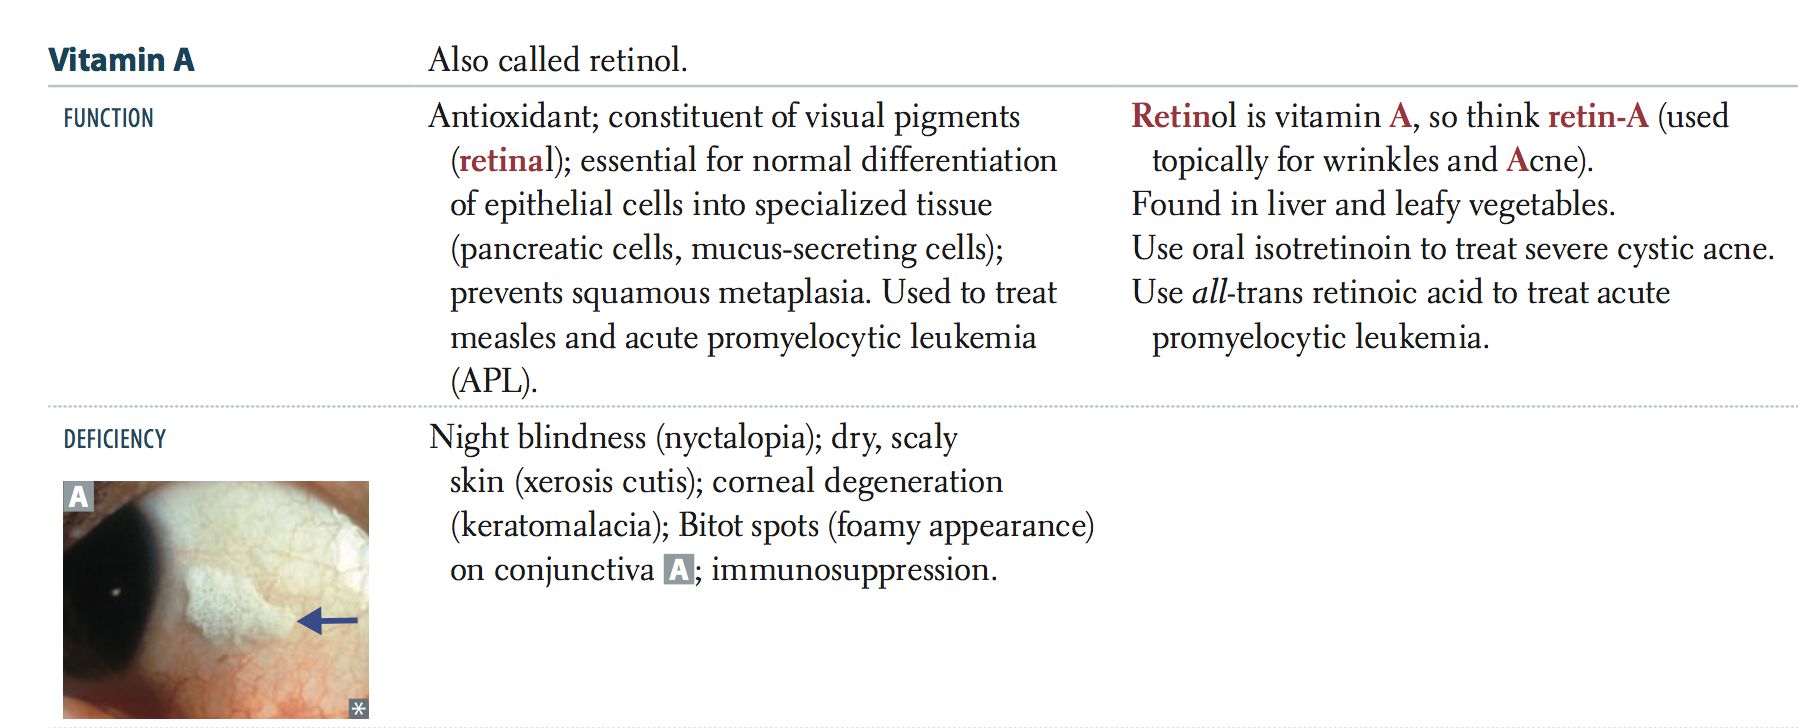 Vitamin A
Also called retinol.
FUNCTION
Antioxidant; constituent of visual pigments
(retinal); essential for normal differentiation
of epithelial cells into specialized tissue
(pancreatic cells, mucus-secreting cells);
prevents squamous metaplasia. Used to treat
measles and acute promyelocytic leukemia
(APL).
Retinol is vitamin A, so think retin-A (used
topically for wrinkles and Acne).
Found in liver and leafy vegetables.
Use oral isotretinoin to treat severe cystic acne.
Use all-trans retinoic acid to treat acute
promyelocytic leukemia.
DEFICIENCY
A
*
Night blindness (nyctalopia); dry, scaly
skin (xerosis cutis); corneal degeneration
(keratomalacia); Bitot spots (foamy appearance)
on conjunctiva A; immunosuppression.